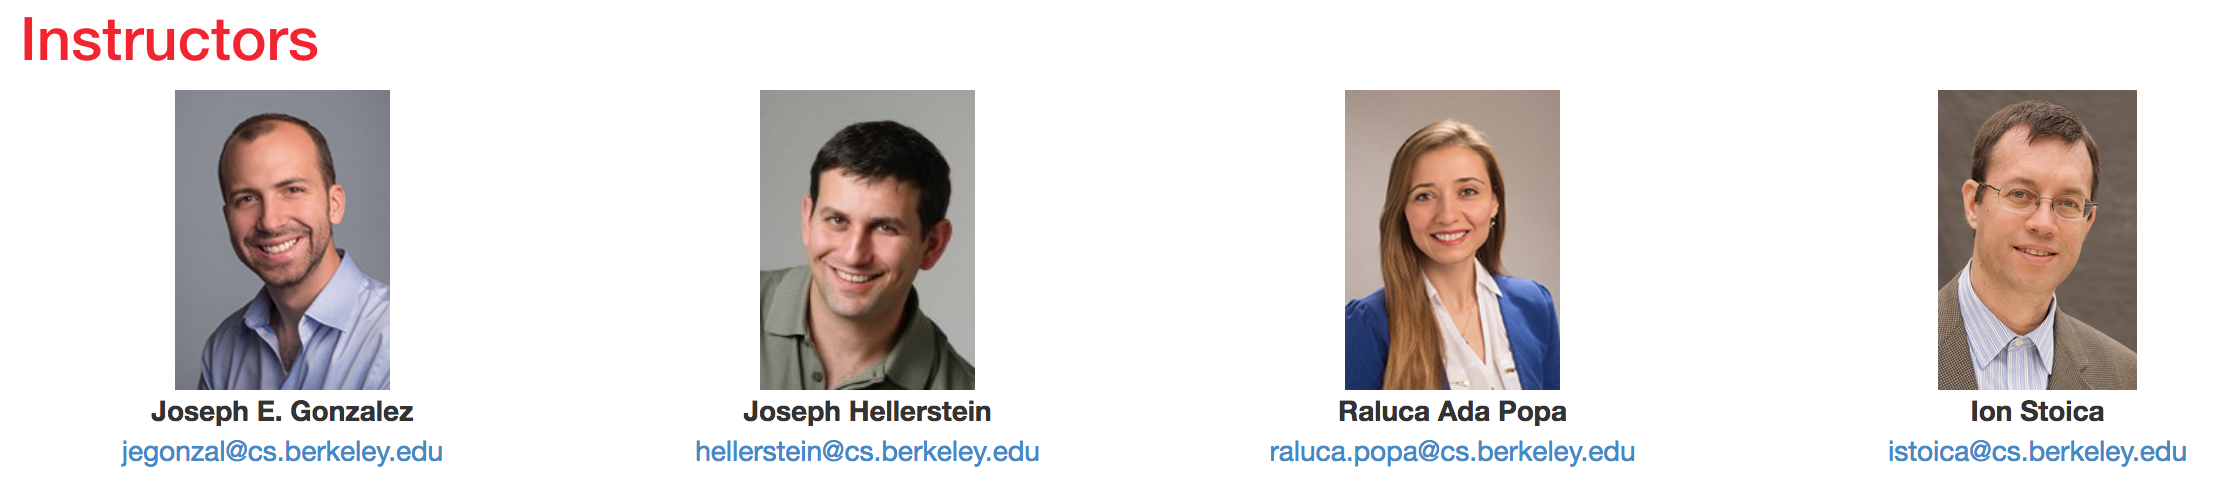 Instructors
Joseph E. Gonzalez
jegonzal@cs.berkeley.edu
Joseph Hellerstein
hellerstein@cs.berkeley.edu
Raluca Ada Popa
raluca.popa@cs.berkeley.edu
Ion Stoica
istoica@cs.berkeley.edu